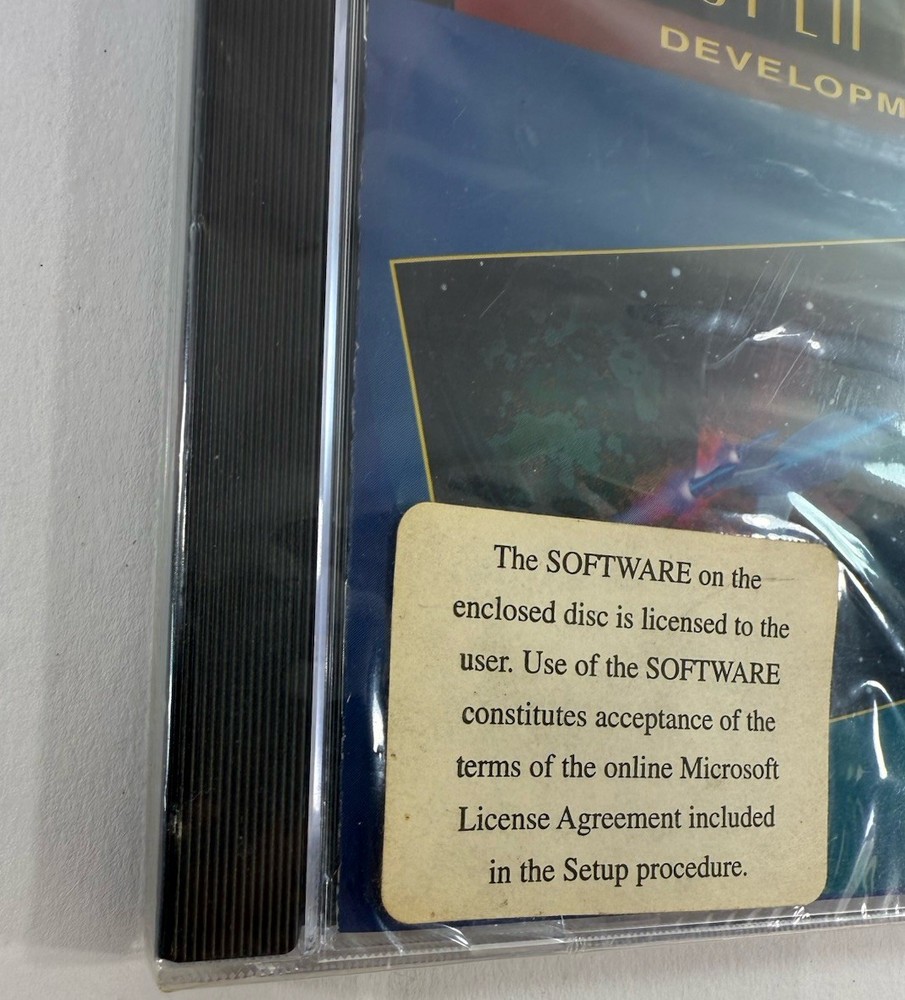 The SOFTWARE on the
enclosed disc is licensed to the
user. Use of the SOFTWARE
constitutes acceptance of the
terms of the online Microsoft
License Agreement included
in the Setup procedure.